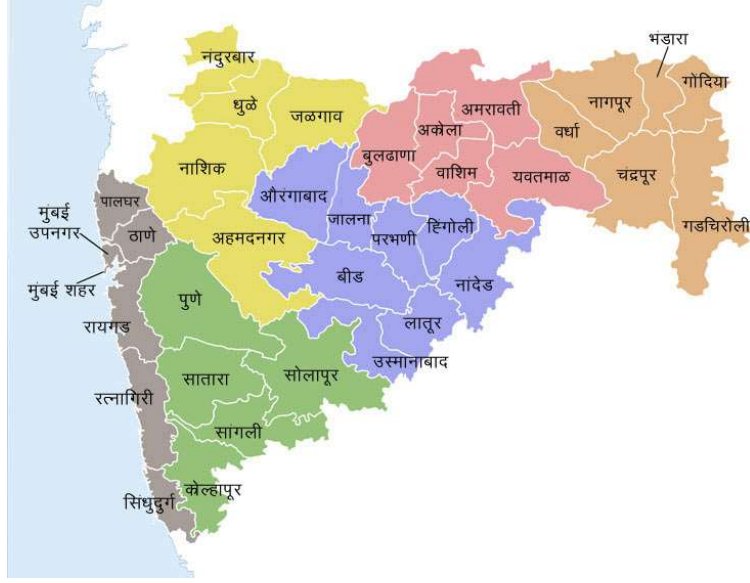 नंदुरबार
भंडारा
गोंदिया
धुळे
जळगाव
नागपूर
अमरावती
अकोला
वर्धा
बुलढाणा
नाशिक
वाशिम
यवतमाळ
चंद्रपूर
औरंगाबाद
पालघर
जालना
मुंबई
उपनगर
ठाणे
अहमदनगर
परभणी
हिंगोली
गडचिरोली
बीड
नांदेड
मुंबई शहर
पुणे
रायगड
लातूर
उस्मानाबाद
सातारा
सोलापूर
रत्नागिरी
सांगली
कोल्हापूर
सिंधुदुर्ग